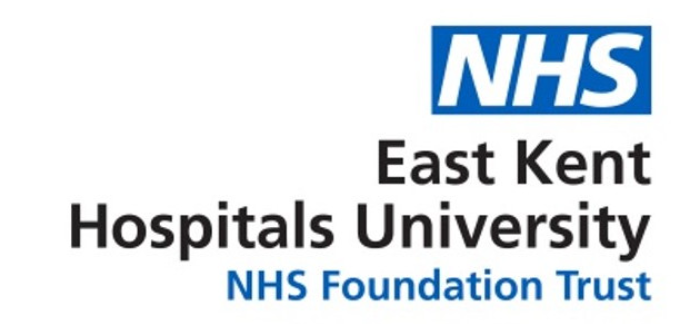 NHS
East Kent
Hospitals University
NHS Foundation Trust